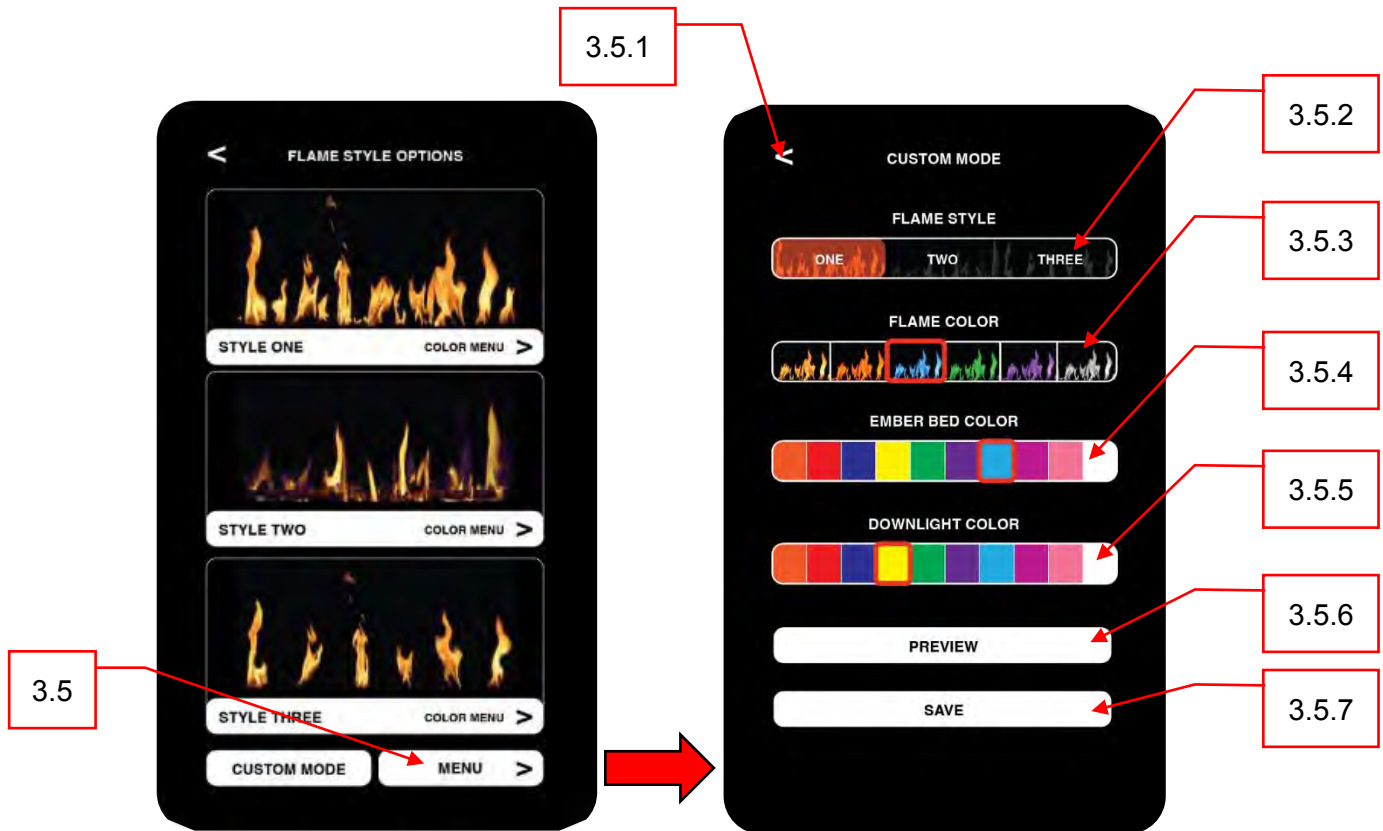 3.5.1
3.5.2
3.5.3
3.5.4
3.5.5
3.5.6
3.5.7
3.5
< FLAME STYLE OPTIONS
STYLE ONE COLOR MENU >
STYLE TWO COLOR MENU >
STYLE THREE COLOR MENU >
CUSTOM MODE MENU >
< CUSTOM MODE
FLAME STYLE
ONE TWO THREE
FLAME COLOR
EMBER BED COLOR
DOWNLIGHT COLOR
PREVIEW
SAVE